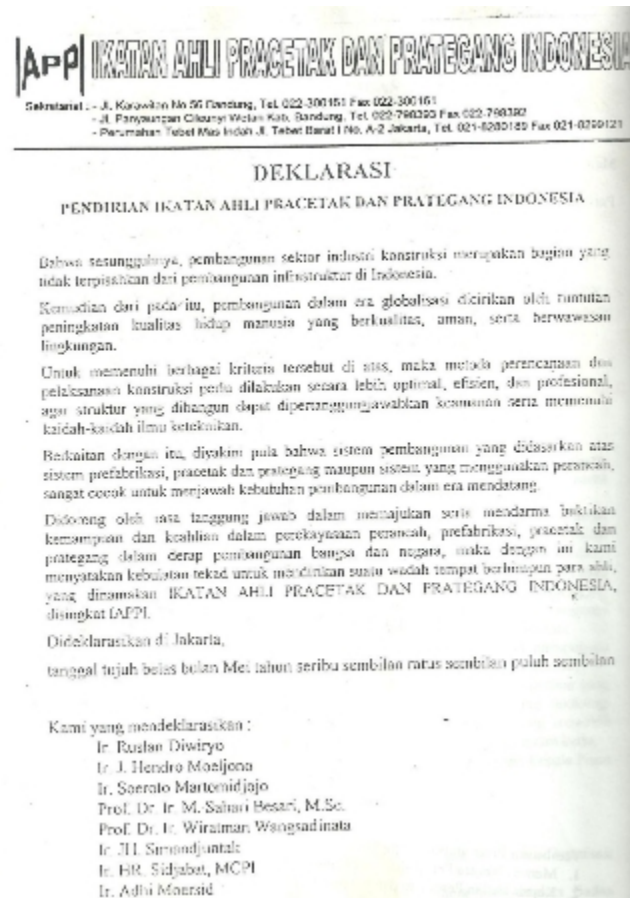 IAPPI IKATAN AHLI PRACETAK DAN PRATEGANG INDONESIA
Sekretariat : - Jl. Karawitan No 56 Bandung, Tel. 022-300151 Fax 022-300161
- Jl. Panyaungan Cileunyi Wetan Kab. Bandung, Tel. 022-798393 Fax 022-798392
- Perumahan Tebet Mas Indah Jl. Tebet Barat I No. A-2 Jakarta, Tel. 021-8280189 Fax 021-8290121
DEKLARASI
PENDIRIAN IKATAN AHLI PRACETAK DAN PRATEGANG INDONESIA
Bahwa sesungguhnya, pembangunan sektor industri konstruksi merupakan bagian yang
tidak terpisahkan dari pembangunan infrastruktur di Indonesia.
Kemudian dari pada itu, pembangunan dalam era globalisasi dicirikan oleh tuntutan
peningkatan kualitas hidup manusia yang berkualitas, aman, serta berwawasan
lingkungan.
Untuk memenuhi berbagai kriteria tersebut di atas, maka metoda perencanaan dan
pelaksanaan konstruksi perlu dilakukan secara lebih optimal, efisien, dan profesional,
agar struktur yang dibangun dapat dipertanggungjawabkan keamanan serta memenuhi
kaidah-kaidah ilmu keteknikan.
Berkaitan dengan itu, diyakini pula bahwa sistem pembangunan yang didasarkan atas
sistem prefabrikasi, pracetak dan prategang maupun sistem yang menggunakan perancah,
sangat cocok untuk menjawab kebutuhan pembangunan dalam era mendatang.
Didorong oleh rasa tanggung jawab dalam memajukan serta mendarma baktikan
kemampuan dan keahlian dalam perekayasaan perancah, prefabrikasi, pracetak dan
prategang dalam derap pembangunan bangsa dan negara, maka dengan ini kami
menyatakan kebulatan tekad untuk mendirikan suatu wadah tempat berhimpun para ahli,
yang dinamakan IKATAN AHLI PRACETAK DAN PRATEGANG INDONESIA,
disingkat IAPPI.
Dideklarasikan di Jakarta,
tanggal tujuh belas bulan Mei tahun seribu sembilan ratus sembilan puluh sembilan
Kami yang mendeklarasikan :
Ir. Ruslan Diwiryo
Ir. J. Hendro Moeljono
Ir. Soeroto Martomidjojo
Prof. Dr. Ir. M. Sahari Besari, M.Sc.
Prof. Dr. Ir. Wiratman Wangsadinata
Ir. JH. Simandjuntak
Ir. HR. Sidjabat, MCPI
Ir. Adhi Moersid